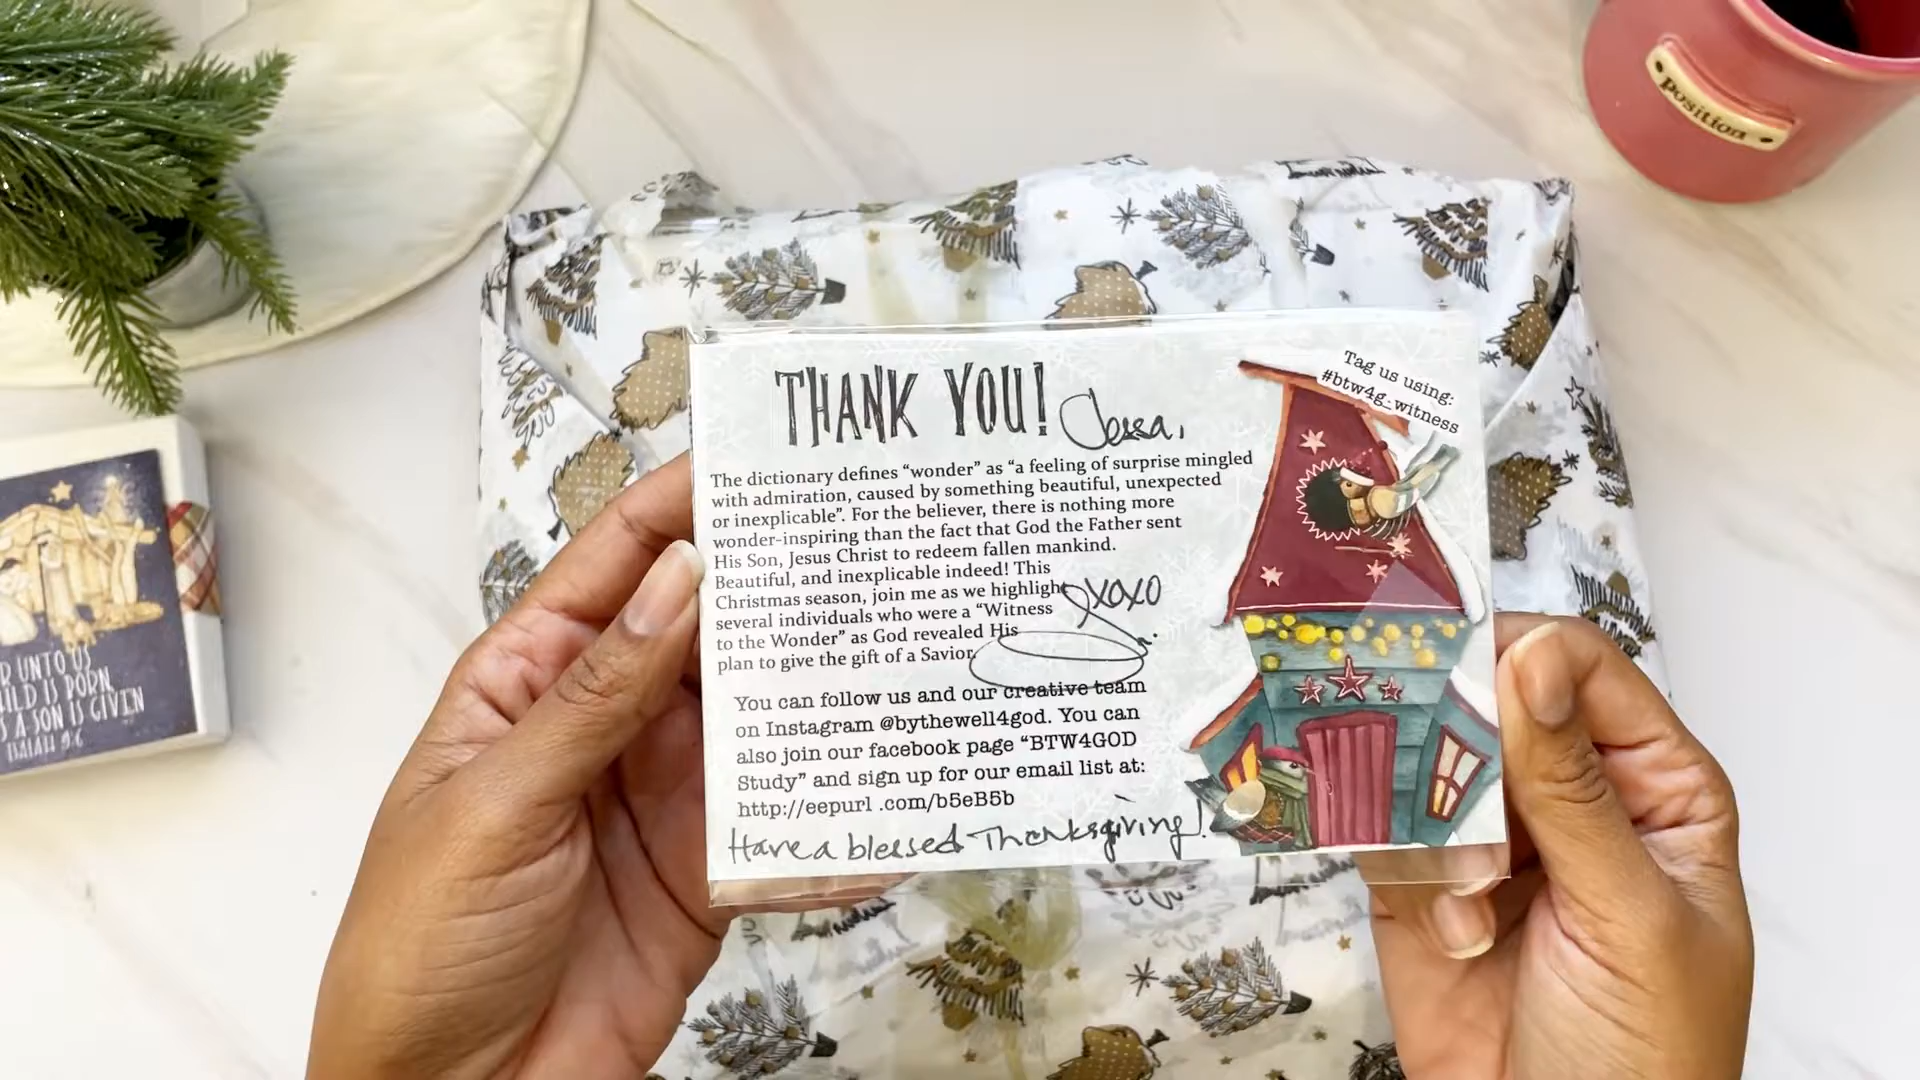 position
THANK YOU! Jessa,
Tag us using:
#btw4g_witness
The dictionary defines “wonder” as “a feeling of surprise mingled
with admiration, caused by something beautiful, unexpected
or inexplicable”. For the believer, there is nothing more
wonder-inspiring than the fact that God the Father sent
His Son, Jesus Christ to redeem fallen mankind.
Beautiful, and inexplicable indeed! This
Christmas season, join me as we highligh
several individuals who were a “Witness
to the Wonder” as God revealed His
plan to give the gift of a Savior.
XOXO
You can follow us and our creative team
on Instagram @bythewell4god. You can
also join our facebook page “BTW4GOD
Study” and sign up for our email list at:
http://eepurl .com/b5eB5b
Have a blessed Thanksgiving!
UNTO US
IS BORN
A SON IS GIVEN
ISAIAH 9:6